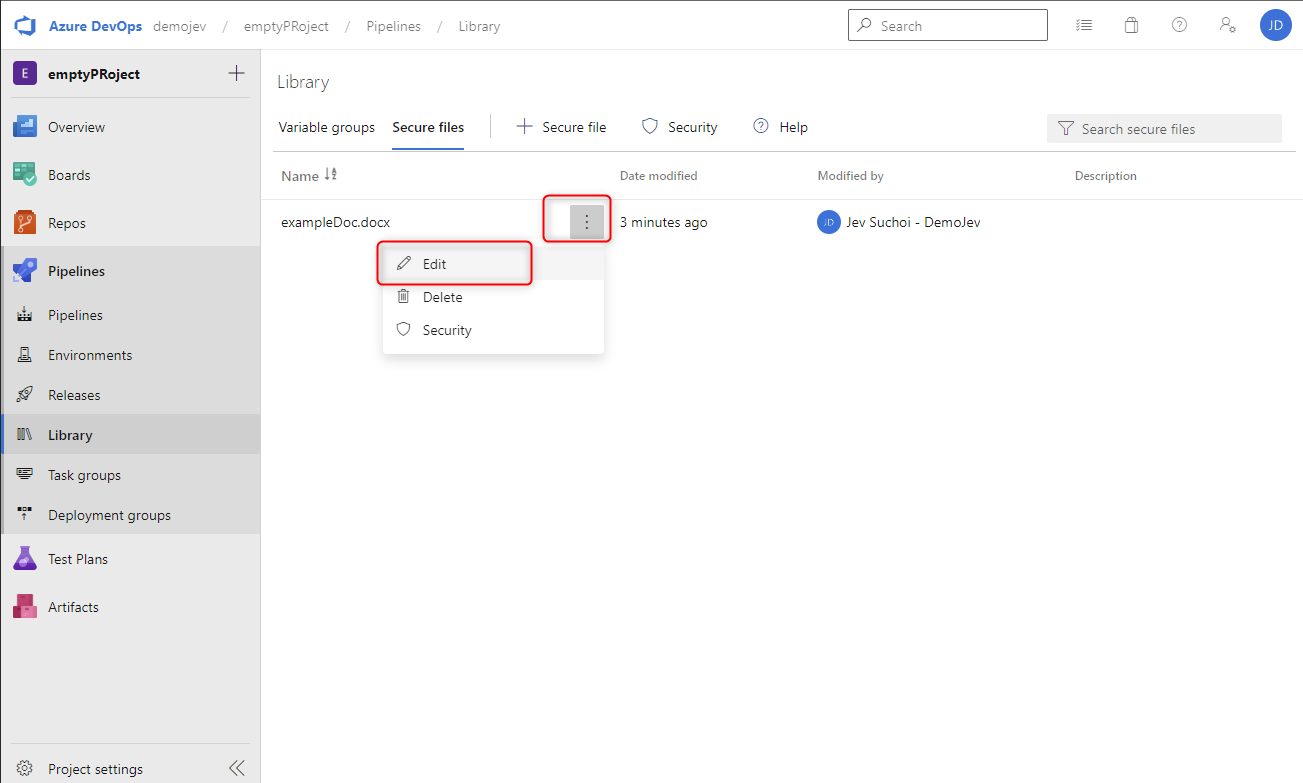 Azure DevOps demojev / emptyPRoject / Pipelines / Library Search JD
E emptyPRoject
Overview
Boards
Repos
Pipelines
Pipelines
Environments
Releases
Library
Task groups
Deployment groups
Test Plans
Artifacts
Project settings
Library
Variable groups Secure files Secure file Security Help Search secure files
Name Date modified Modified by Description
exampleDoc.docx 3 minutes ago JD Jev Suchoi - DemoJev
Edit
Delete
Security